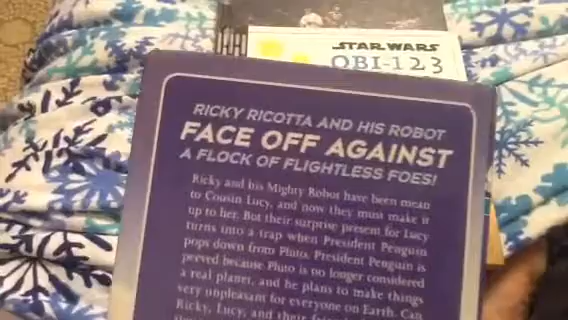 STAR WARS
OBI-123
RICKY RICOTTA AND HIS ROBOT
FACE OFF AGAINST
A FLOCK OF FLIGHTLESS FOES!
Ricky and his Mighty Robot have been mean
to Cousin Lucy, and now they must make it
up to her. But their surprise present for Lucy
turns into a trap when President Penguin
pops down from Pluto. President Penguin is
peeved because Pluto is no longer considered
a real planet, and he plans to make things
very unpleasant for everyone on Earth. Can
Ricky, Lucy, and their